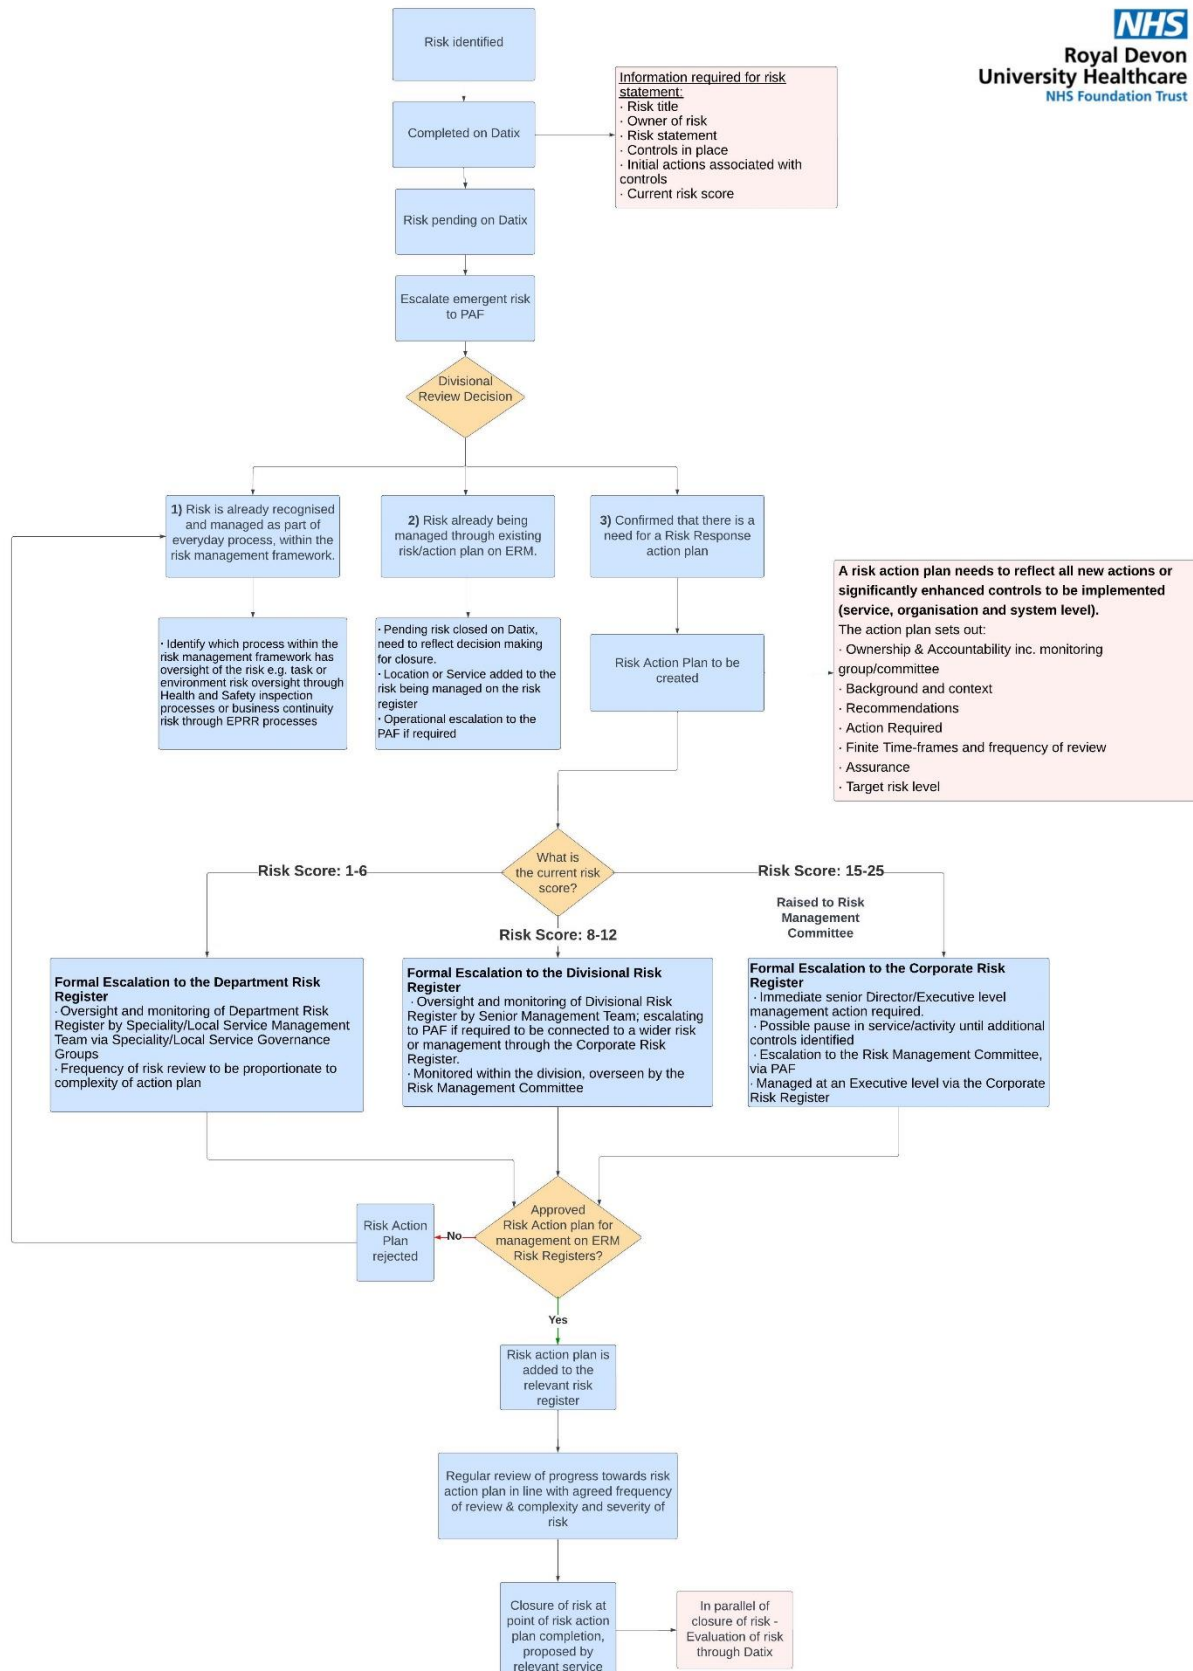 NHS
Royal Devon
University Healthcare
NHS Foundation Trust
Risk identified
Information required for risk
statement:
· Risk title
· Owner of risk
· Risk statement
· Controls in place
· Initial actions associated with
controls
· Current risk score
Completed on Datix
Risk pending on Datix
Escalate emergent risk
to PAF
Divisional
Review Decision
1) Risk is already recognised
and managed as part of
everyday process, within the
risk management framework.
2) Risk already being
managed through existing
risk/action plan on ERM.
3) Confirmed that there is a
need for a Risk Response
action plan
· Identify which process within the
risk management framework has
oversight of the risk e.g. task or
environment risk oversight through
Health and Safety inspection
processes or business continuity
risk through EPRR processes
· Pending risk closed on Datix,
need to reflect decision making
for closure.
· Location or Service added to the
risk being managed on the risk
register
· Operational escalation to the
PAF if required
Risk Action Plan to be
created
A risk action plan needs to reflect all new actions or
significantly enhanced controls to be implemented
(service, organisation and system level).
The action plan sets out:
· Ownership & Accountability inc. monitoring
group/committee
· Background and context
· Recommendations
· Action Required
· Finite Time-frames and frequency of review
· Assurance
· Target risk level
What is
the current risk
score?
Risk Score: 1-6
Risk Score: 8-12
Risk Score: 15-25
Raised to Risk
Management
Committee
Formal Escalation to the Department Risk
Register
· Oversight and monitoring of Department Risk
Register by Speciality/Local Service Management
Team via Speciality/Local Service Governance
Groups
· Frequency of risk review to be proportionate to
complexity of action plan
Formal Escalation to the Divisional Risk
Register
· Oversight and monitoring of Divisional Risk
Register by Senior Management Team; escalating
to PAF if required to be connected to a wider risk
or management through the Corporate Risk
Register.
· Monitored within the division, overseen by the
Risk Management Committee
Formal Escalation to the Corporate Risk
Register
· Immediate senior Director/Executive level
management action required.
· Possible pause in service/activity until additional
controls identified
· Escalation to the Risk Management Committee,
via PAF
· Managed at an Executive level via the Corporate
Risk Register
Approved
Risk Action plan for
management on ERM
Risk Registers?
No
Risk Action
Plan
rejected
Yes
Risk action plan is
added to the
relevant risk
register
Regular review of progress towards risk
action plan in line with agreed frequency
of review & complexity and severity of
risk
Closure of risk at
point of risk action
plan completion,
proposed by
relevant service
In parallel of
closure of risk -
Evaluation of risk
through Datix